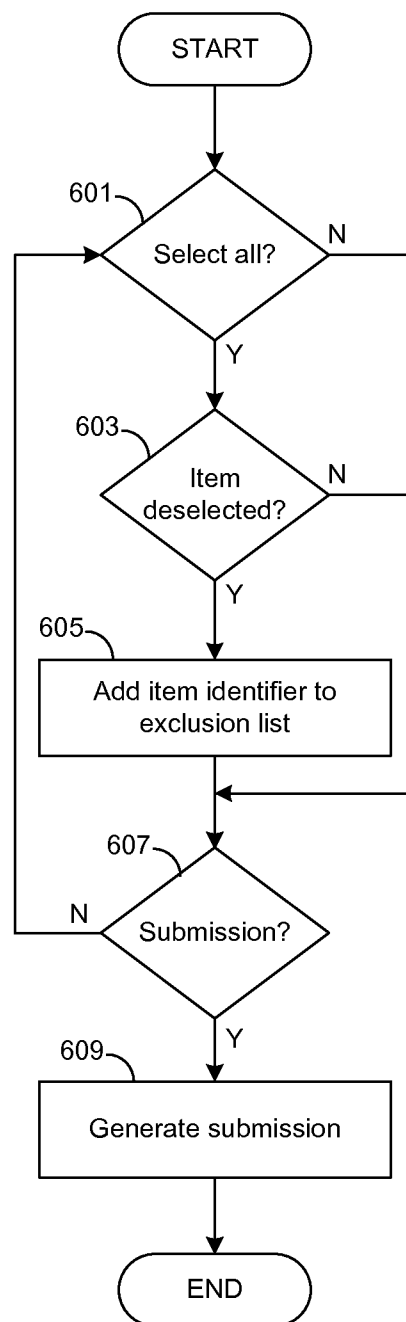 START
601
Select all?
N
Y
603
Item
deselected?
N
Y
605
Add item identifier to
exclusion list
607
N
Submission?
Y
609
Generate submission
END